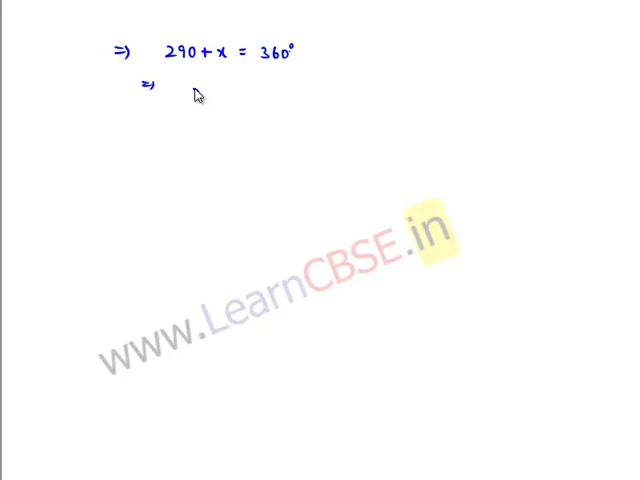 => 290 + x = 360°
=>
www.LearnCBSE.in